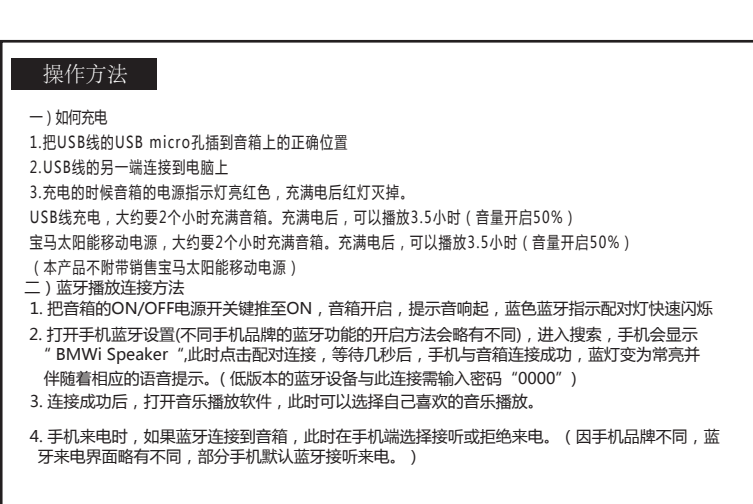 操作方法
一）如何充电
1.把USB线的USB micro孔插到音箱上的正确位置
2.USB线的另一端连接到电脑上
3.充电的时候音箱的电源指示灯亮红色，充满电后红灯灭掉。
USB线充电，大约要2个小时充满音箱。充满电后，可以播放3.5小时（音量开启50%）
宝马太阳能移动电源，大约要2个小时充满音箱。充满电后，可以播放3.5小时（音量开启50%）
（本产品不附带销售宝马太阳能移动电源）
二）蓝牙播放连接方法
1. 把音箱的ON/OFF电源开关键推至ON，音箱开启，提示音响起，蓝色蓝牙指示配对灯快速闪烁
2. 打开手机蓝牙设置(不同手机品牌的蓝牙功能的开启方法会略有不同)，进入搜索，手机会显示
“ BMWi Speaker “,此时点击配对连接，等待几秒后，手机与音箱连接成功，蓝灯变为常亮并
伴随着相应的语音提示。( 低版本的蓝牙设备与此连接需输入密码“0000”)
3. 连接成功后，打开音乐播放软件，此时可以选择自己喜欢的音乐播放。
4. 手机来电时，如果蓝牙连接到音箱，此时在手机端选择接听或拒绝来电。（因手机品牌不同，蓝
牙来电界面略有不同，部分手机默认蓝牙接听来电。）